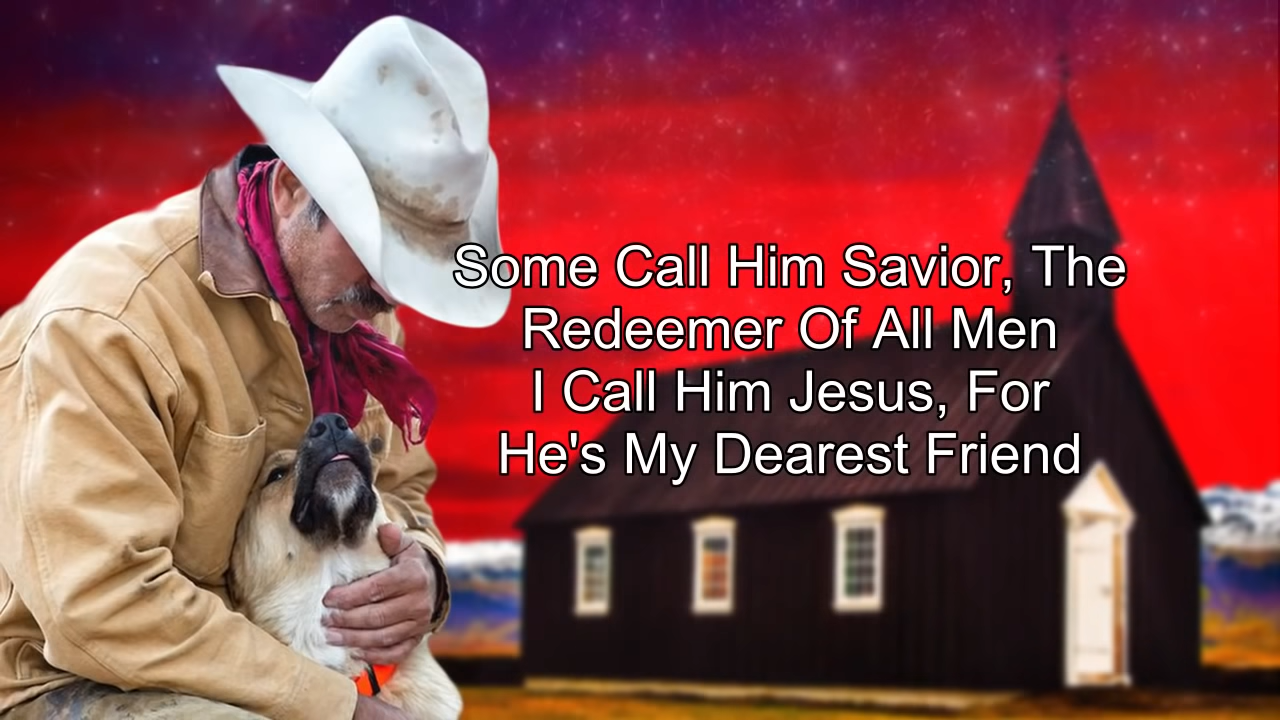 Some Call Him Savior, The
Redeemer Of All Men
I Call Him Jesus, For
He's My Dearest Friend